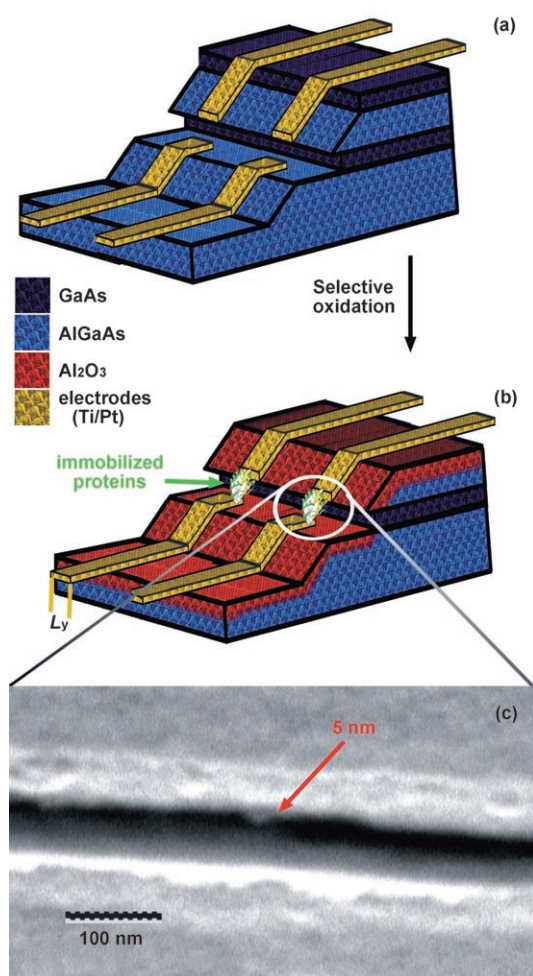 (a)
GaAs
AlGaAs
Al₂O₃
electrodes
(Ti/Pt)
Selective
oxidation
(b)
immobilized
proteins
Ly
(c)
5 nm
100 nm